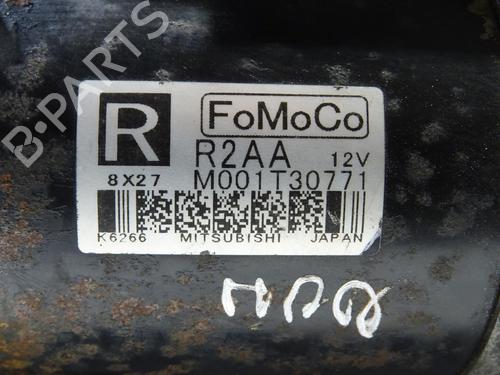 B-PARTS
R
FoMoCo
R2AA 12V
8X27 M001T30771
K6266 MITSUBISHI JAPAN